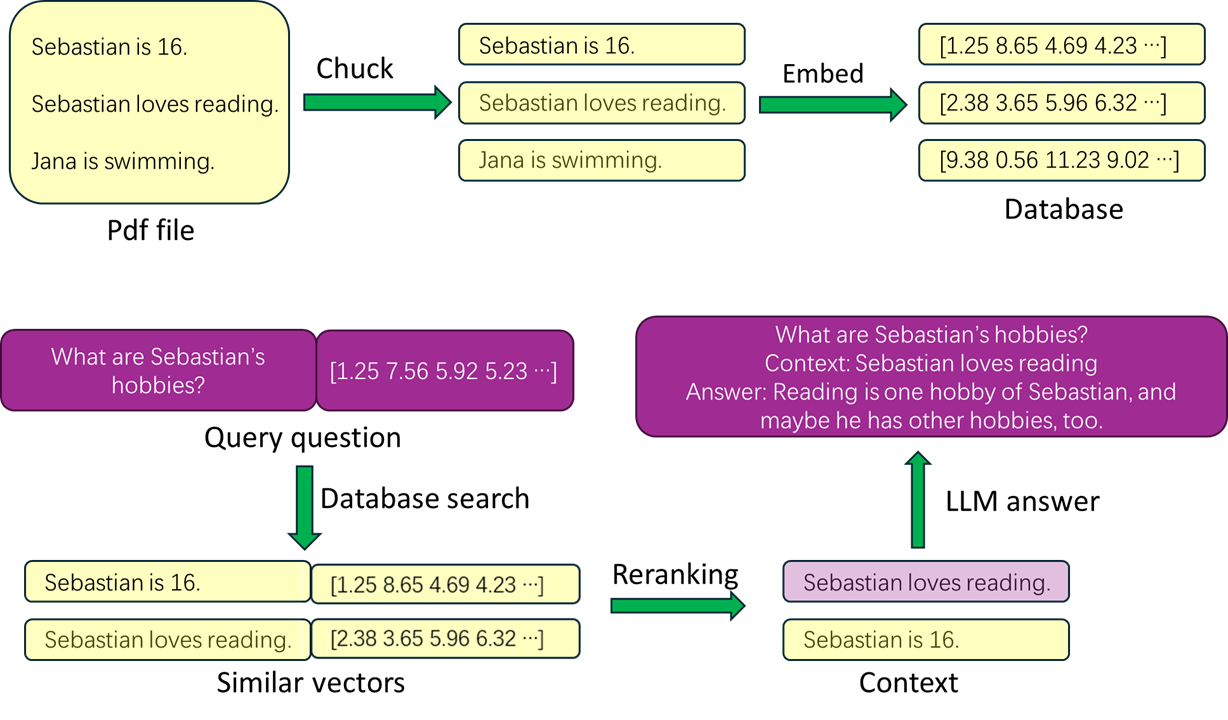 Sebastian is 16.
Sebastian loves reading.
Jana is swimming.
Pdf file
Chuck
Sebastian is 16.
Sebastian loves reading.
Jana is swimming.
Embed
[1.25 8.65 4.69 4.23 ···]
[2.38 3.65 5.96 6.32 ···]
[9.38 0.56 11.23 9.02 ···]
Database
What are Sebastian’s
hobbies?
[1.25 7.56 5.92 5.23 ···]
Query question
Database search
Sebastian is 16.
[1.25 8.65 4.69 4.23 ···]
Sebastian loves reading.
[2.38 3.65 5.96 6.32 ···]
Similar vectors
Reranking
Sebastian loves reading.
Sebastian is 16.
Context
LLM answer
What are Sebastian’s hobbies?
Context: Sebastian loves reading
Answer: Reading is one hobby of Sebastian, and
maybe he has other hobbies, too.